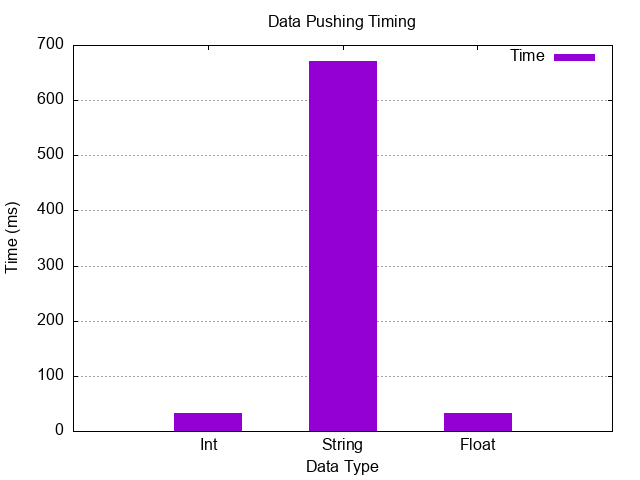 Data Pushing Timing
Time
700
600
500
400
300
200
100
0
Time (ms)
Int String Float
Data Type